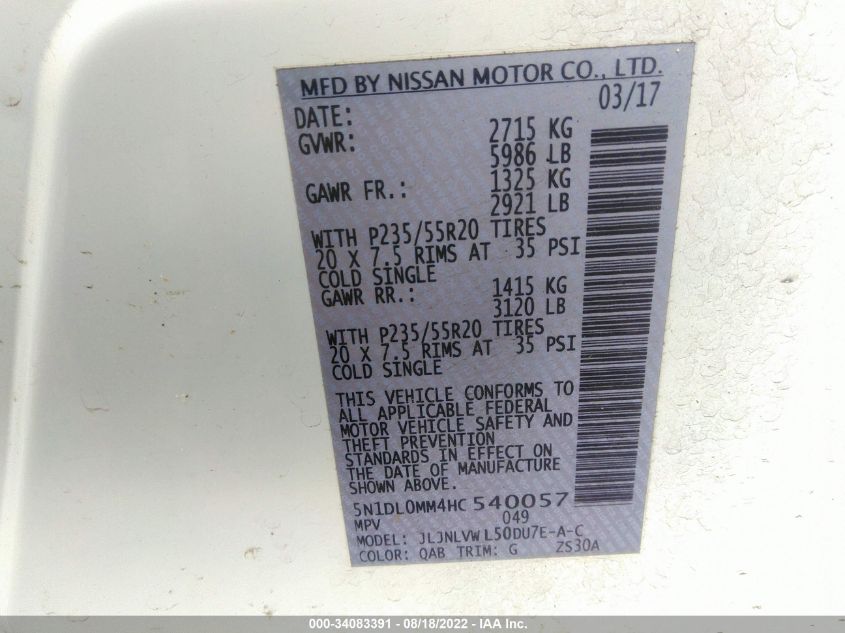 MFD BY NISSAN MOTOR CO., LTD.
DATE: 03/17
GVWR: 2715 KG
5986 LB
GAWR FR.: 1325 KG
2921 LB
WITH P235/55R20 TIRES
20 X 7.5 RIMS AT 35 PSI
COLD SINGLE
GAWR RR.: 1415 KG
3120 LB
WITH P235/55R20 TIRES
20 X 7.5 RIMS AT 35 PSI
COLD SINGLE
THIS VEHICLE CONFORMS TO
ALL APPLICABLE FEDERAL
MOTOR VEHICLE SAFETY AND
THEFT PREVENTION
STANDARDS IN EFFECT ON
THE DATE OF MANUFACTURE
SHOWN ABOVE.
5N1DL0MM4HC 540057
MPV 049
MODEL: JLJNLVW L50DU7E-A-C
COLOR: QAB TRIM: G ZS30A
000-34083391 - 08/18/2022 - IAA Inc.